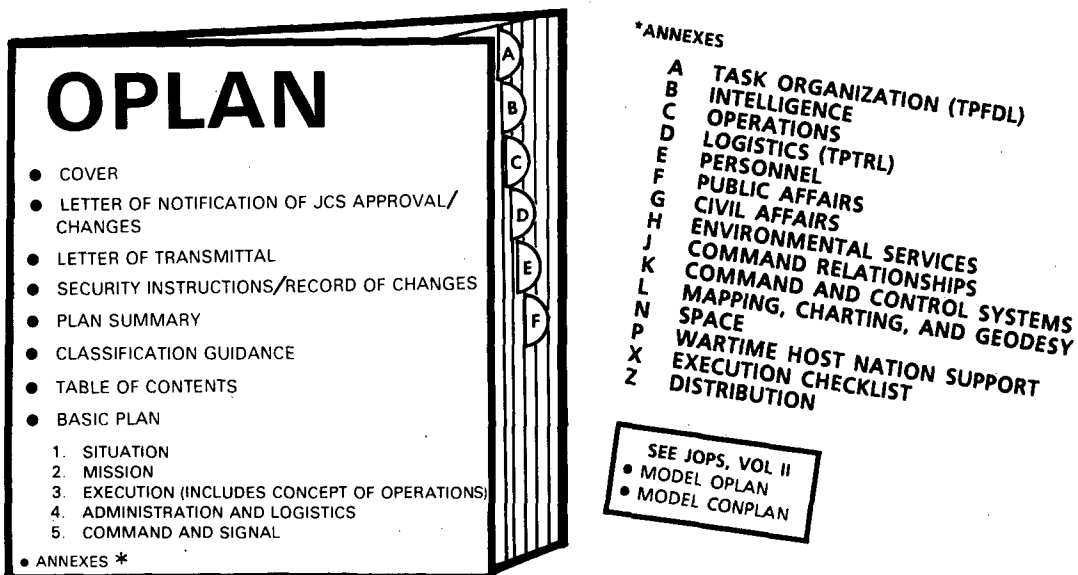 OPLAN
● COVER
● LETTER OF NOTIFICATION OF JCS APPROVAL/
CHANGES
● LETTER OF TRANSMITTAL
● SECURITY INSTRUCTIONS/RECORD OF CHANGES
● PLAN SUMMARY
● CLASSIFICATION GUIDANCE
● TABLE OF CONTENTS
● BASIC PLAN
1. SITUATION
2. MISSION
3. EXECUTION (INCLUDES CONCEPT OF OPERATIONS)
4. ADMINISTRATION AND LOGISTICS
5. COMMAND AND SIGNAL
● ANNEXES *
A
B
C
D
E
F
*ANNEXES
A TASK ORGANIZATION (TPFDL)
B INTELLIGENCE
C OPERATIONS
D LOGISTICS (TPTRL)
E PERSONNEL
F PUBLIC AFFAIRS
G CIVIL AFFAIRS
H ENVIRONMENTAL SERVICES
J COMMAND RELATIONSHIPS
K COMMAND AND CONTROL SYSTEMS
L MAPPING, CHARTING, AND GEODESY
N SPACE
P WARTIME HOST NATION SUPPORT
X EXECUTION CHECKLIST
Z DISTRIBUTION
SEE JOPS, VOL II
● MODEL OPLAN
● MODEL CONPLAN